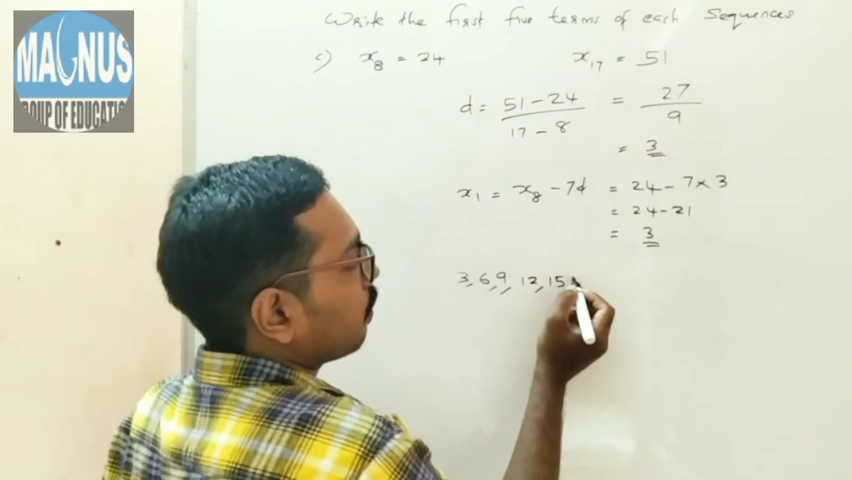 MAGNUS
GROUP OF EDUCATION
Write the first five terms of each Sequences
c) x₈ = 24 x₁₇ = 51
d = 51 - 24 / 17 - 8 = 27 / 9
= 3
x₁ = x₈ - 7d = 24 - 7 × 3
= 24 - 21
= 3
3, 6, 9, 12, 15